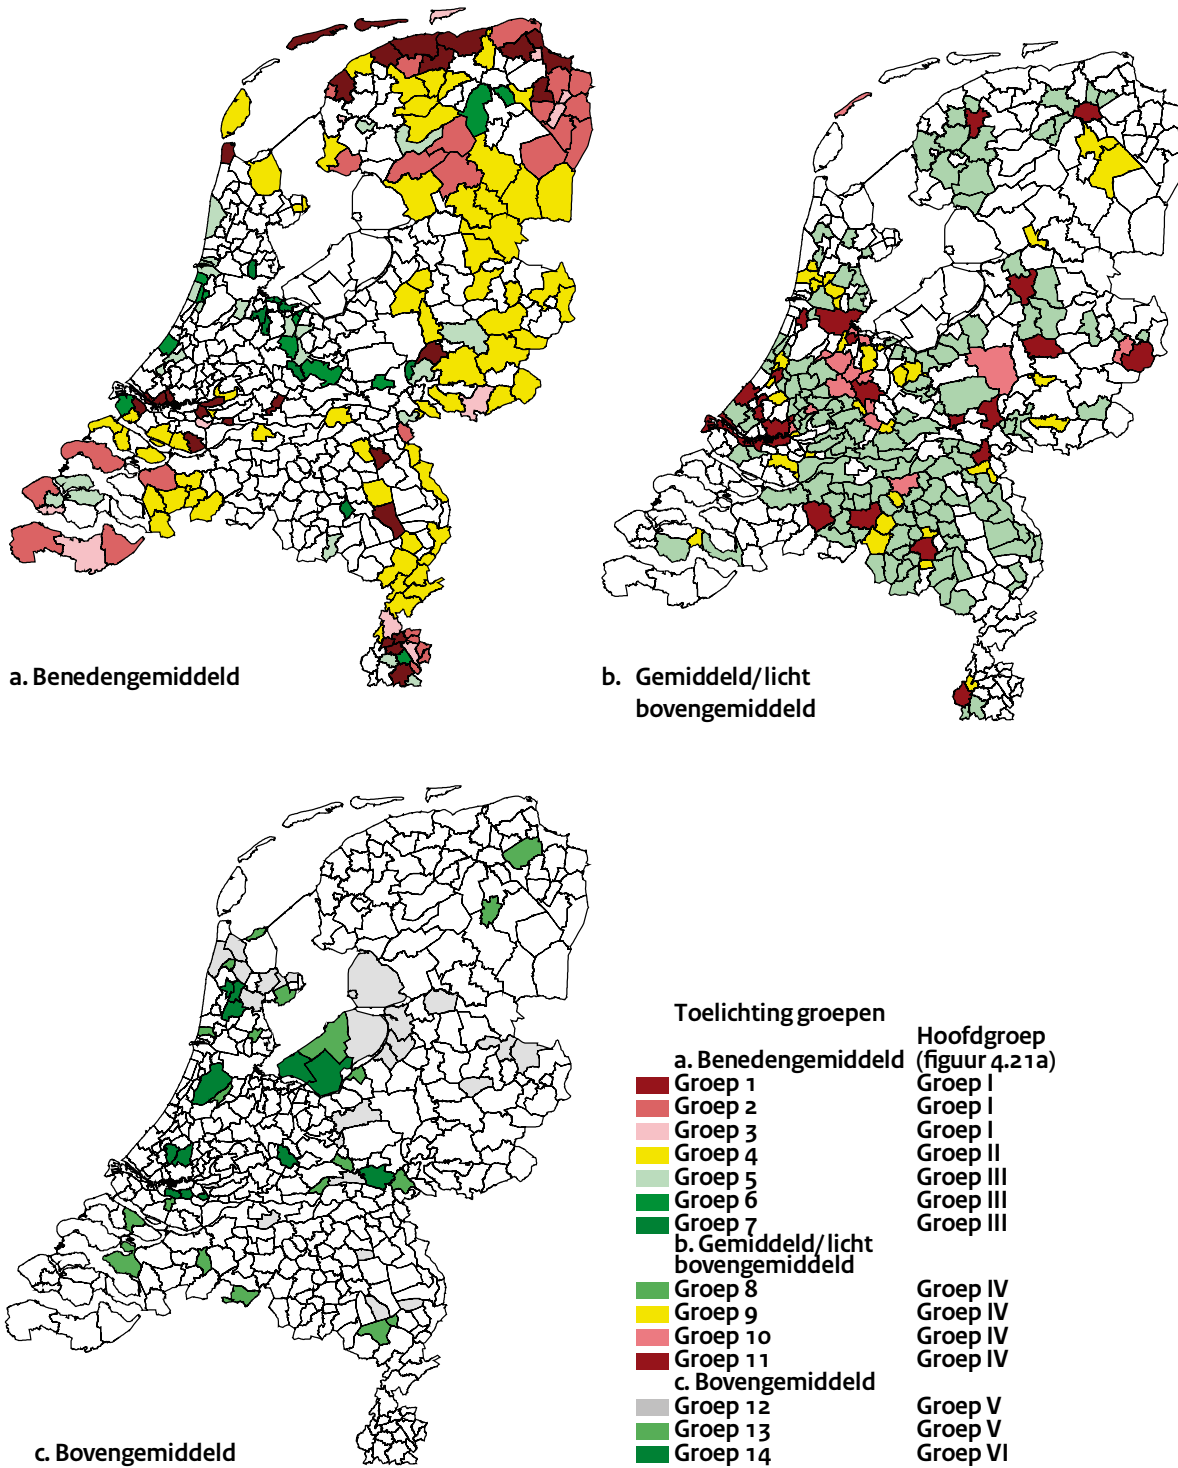 a. Benedengemiddeld
b. Gemiddeld/licht
bovengemiddeld
c. Bovengemiddeld
Toelichting groepen
Hoofdgroep
a. Benedengemiddeld (figuur 4.21a)
Groep 1 Groep I
Groep 2 Groep I
Groep 3 Groep I
Groep 4 Groep II
Groep 5 Groep III
Groep 6 Groep III
Groep 7 Groep III
b. Gemiddeld/licht
bovengemiddeld
Groep 8 Groep IV
Groep 9 Groep IV
Groep 10 Groep IV
Groep 11 Groep IV
c. Bovengemiddeld
Groep 12 Groep V
Groep 13 Groep V
Groep 14 Groep VI